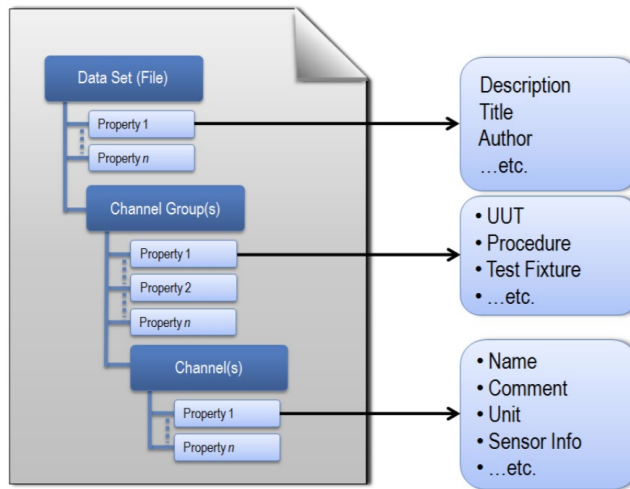 Data Set (File)
Property 1
Property n
Channel Group(s)
Property 1
Property 2
Property n
Channel(s)
Property 1
Property n
Description
Title
Author
...etc.
• UUT
• Procedure
• Test Fixture
• ...etc.
• Name
• Comment
• Unit
• Sensor Info
• ...etc.